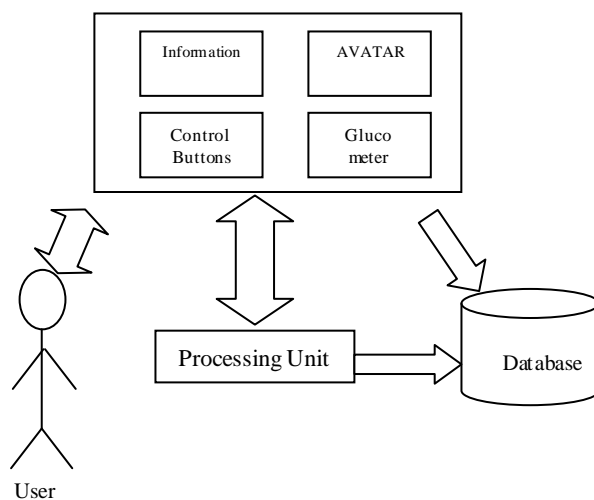 Information
AVATAR
Control
Buttons
Gluco
meter
Processing Unit
Database
User